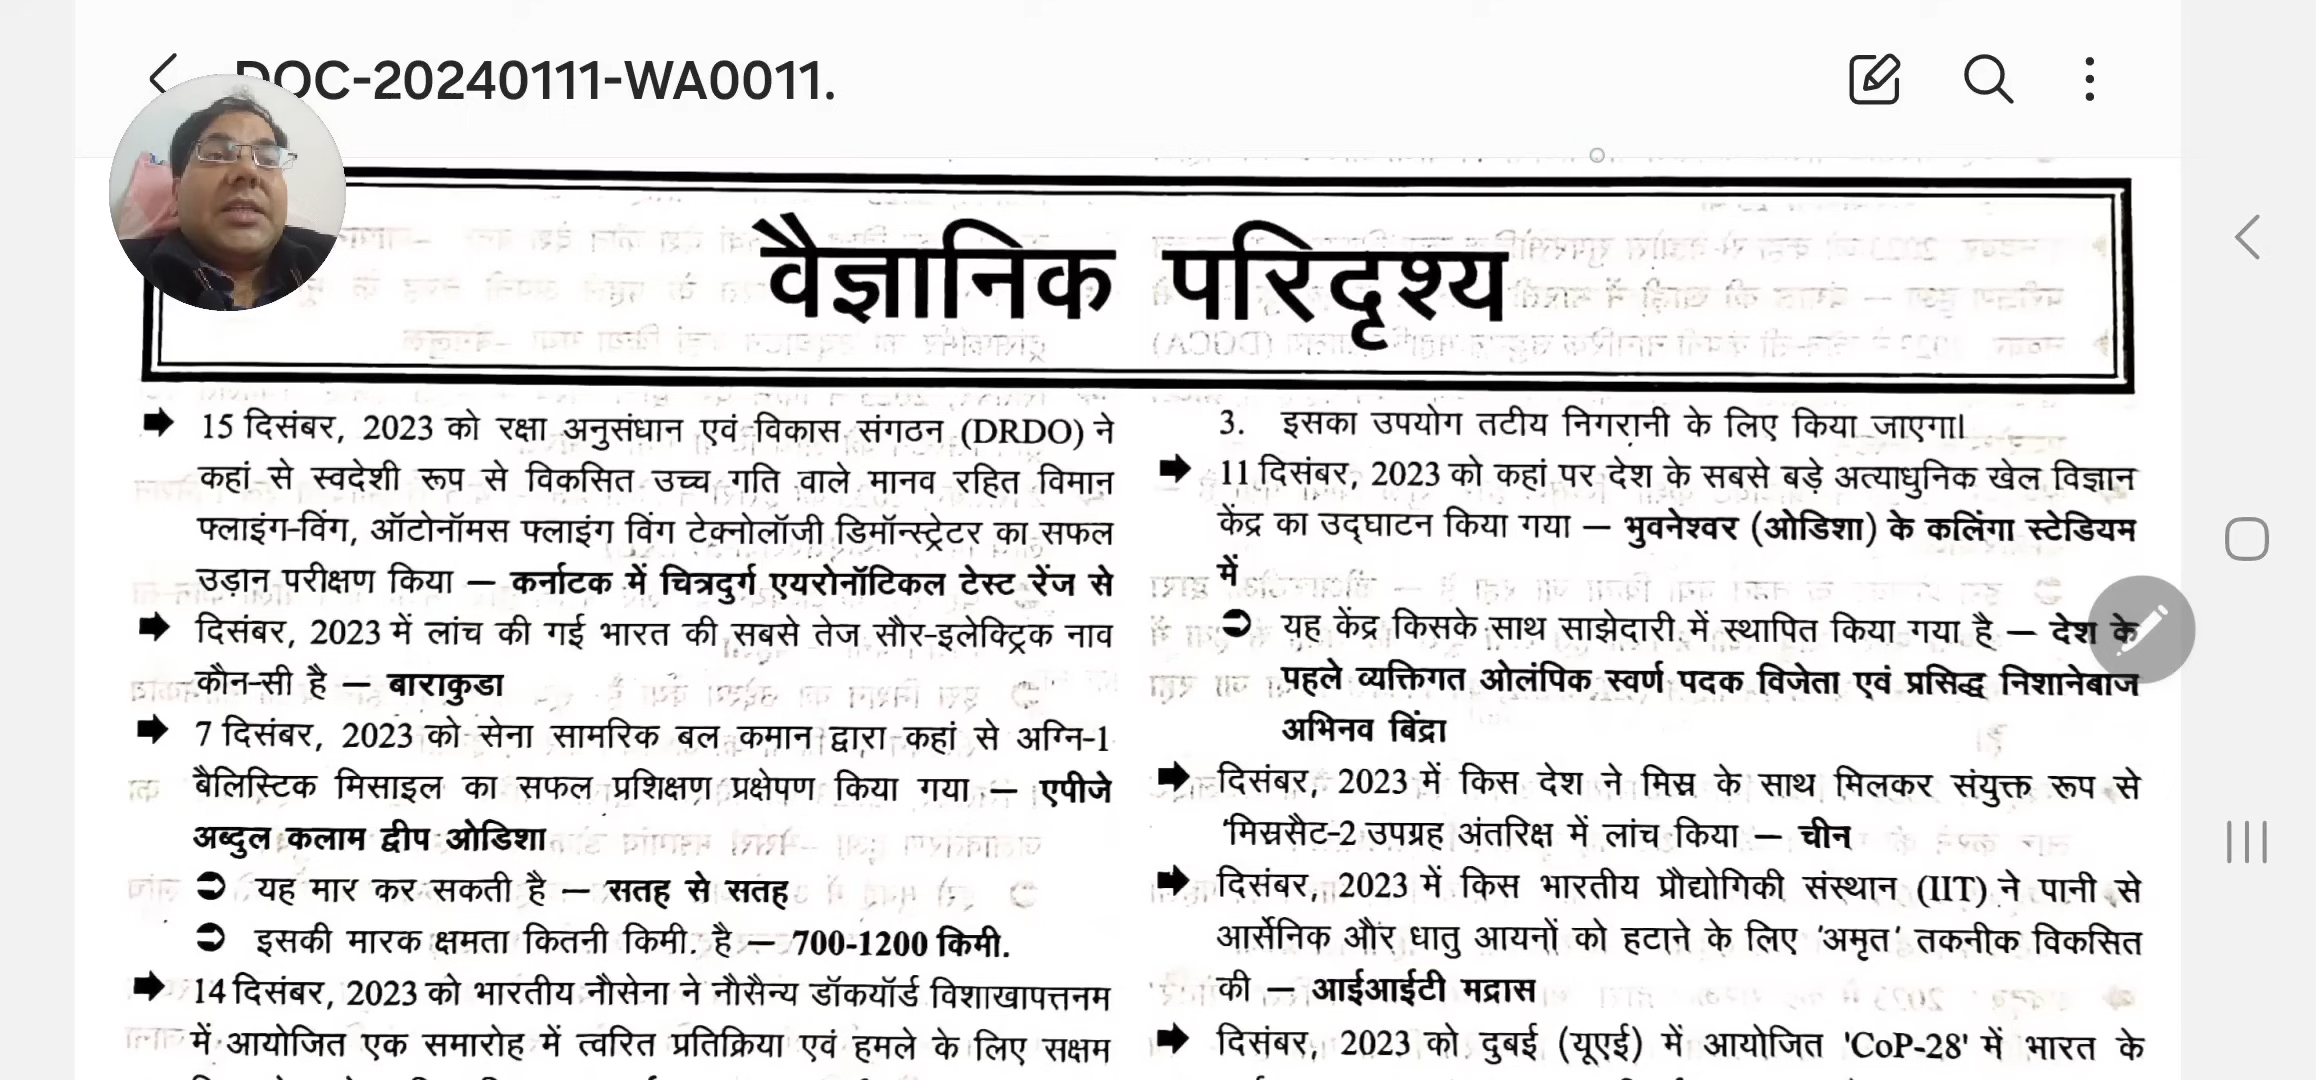 DOC-20240111-WA0011.
वैज्ञानिक परिदृश्य
15 दिसंबर, 2023 को रक्षा अनुसंधान एवं विकास संगठन (DRDO) ने
कहां से स्वदेशी रूप से विकसित उच्च गति वाले मानव रहित विमान
फ्लाइंग-विंग, ऑटोनॉमस फ्लाइंग विंग टेक्नोलॉजी डिमॉन्स्ट्रेटर का सफल
उड़ान परीक्षण किया — कर्नाटक में चित्रदुर्ग एयरोनॉटिकल टेस्ट रेंज से
दिसंबर, 2023 में लांच की गई भारत की सबसे तेज सौर-इलेक्ट्रिक नाव
कौन-सी है — बाराकुडा
7 दिसंबर, 2023 को सेना सामरिक बल कमान द्वारा कहां से अग्नि-1
बैलिस्टिक मिसाइल का सफल प्रशिक्षण प्रक्षेपण किया गया — एपीजे
अब्दुल कलाम द्वीप ओडिशा
यह मार कर सकती है — सतह से सतह
इसकी मारक क्षमता कितनी किमी. है — 700-1200 किमी.
14 दिसंबर, 2023 को भारतीय नौसेना ने नौसैन्य डॉकयॉर्ड विशाखापत्तनम
में आयोजित एक समारोह में त्वरित प्रतिक्रिया एवं हमले के लिए सक्षम
3. इसका उपयोग तटीय निगरानी के लिए किया जाएगा।
11 दिसंबर, 2023 को कहां पर देश के सबसे बड़े अत्याधुनिक खेल विज्ञान
केंद्र का उद्घाटन किया गया — भुवनेश्वर (ओडिशा) के कलिंगा स्टेडियम
में
यह केंद्र किसके साथ साझेदारी में स्थापित किया गया है — देश के
पहले व्यक्तिगत ओलंपिक स्वर्ण पदक विजेता एवं प्रसिद्ध निशानेबाज
अभिनव बिंद्रा
दिसंबर, 2023 में किस देश ने मिस्र के साथ मिलकर संयुक्त रूप से
'मिस्रसैट-2 उपग्रह अंतरिक्ष में लांच किया — चीन
दिसंबर, 2023 में किस भारतीय प्रौद्योगिकी संस्थान (IIT) ने पानी से
आर्सेनिक और धातु आयनों को हटाने के लिए 'अमृत' तकनीक विकसित
की — आईआईटी मद्रास
दिसंबर, 2023 को दुबई (यूएई) में आयोजित 'CoP-28' में भारत के